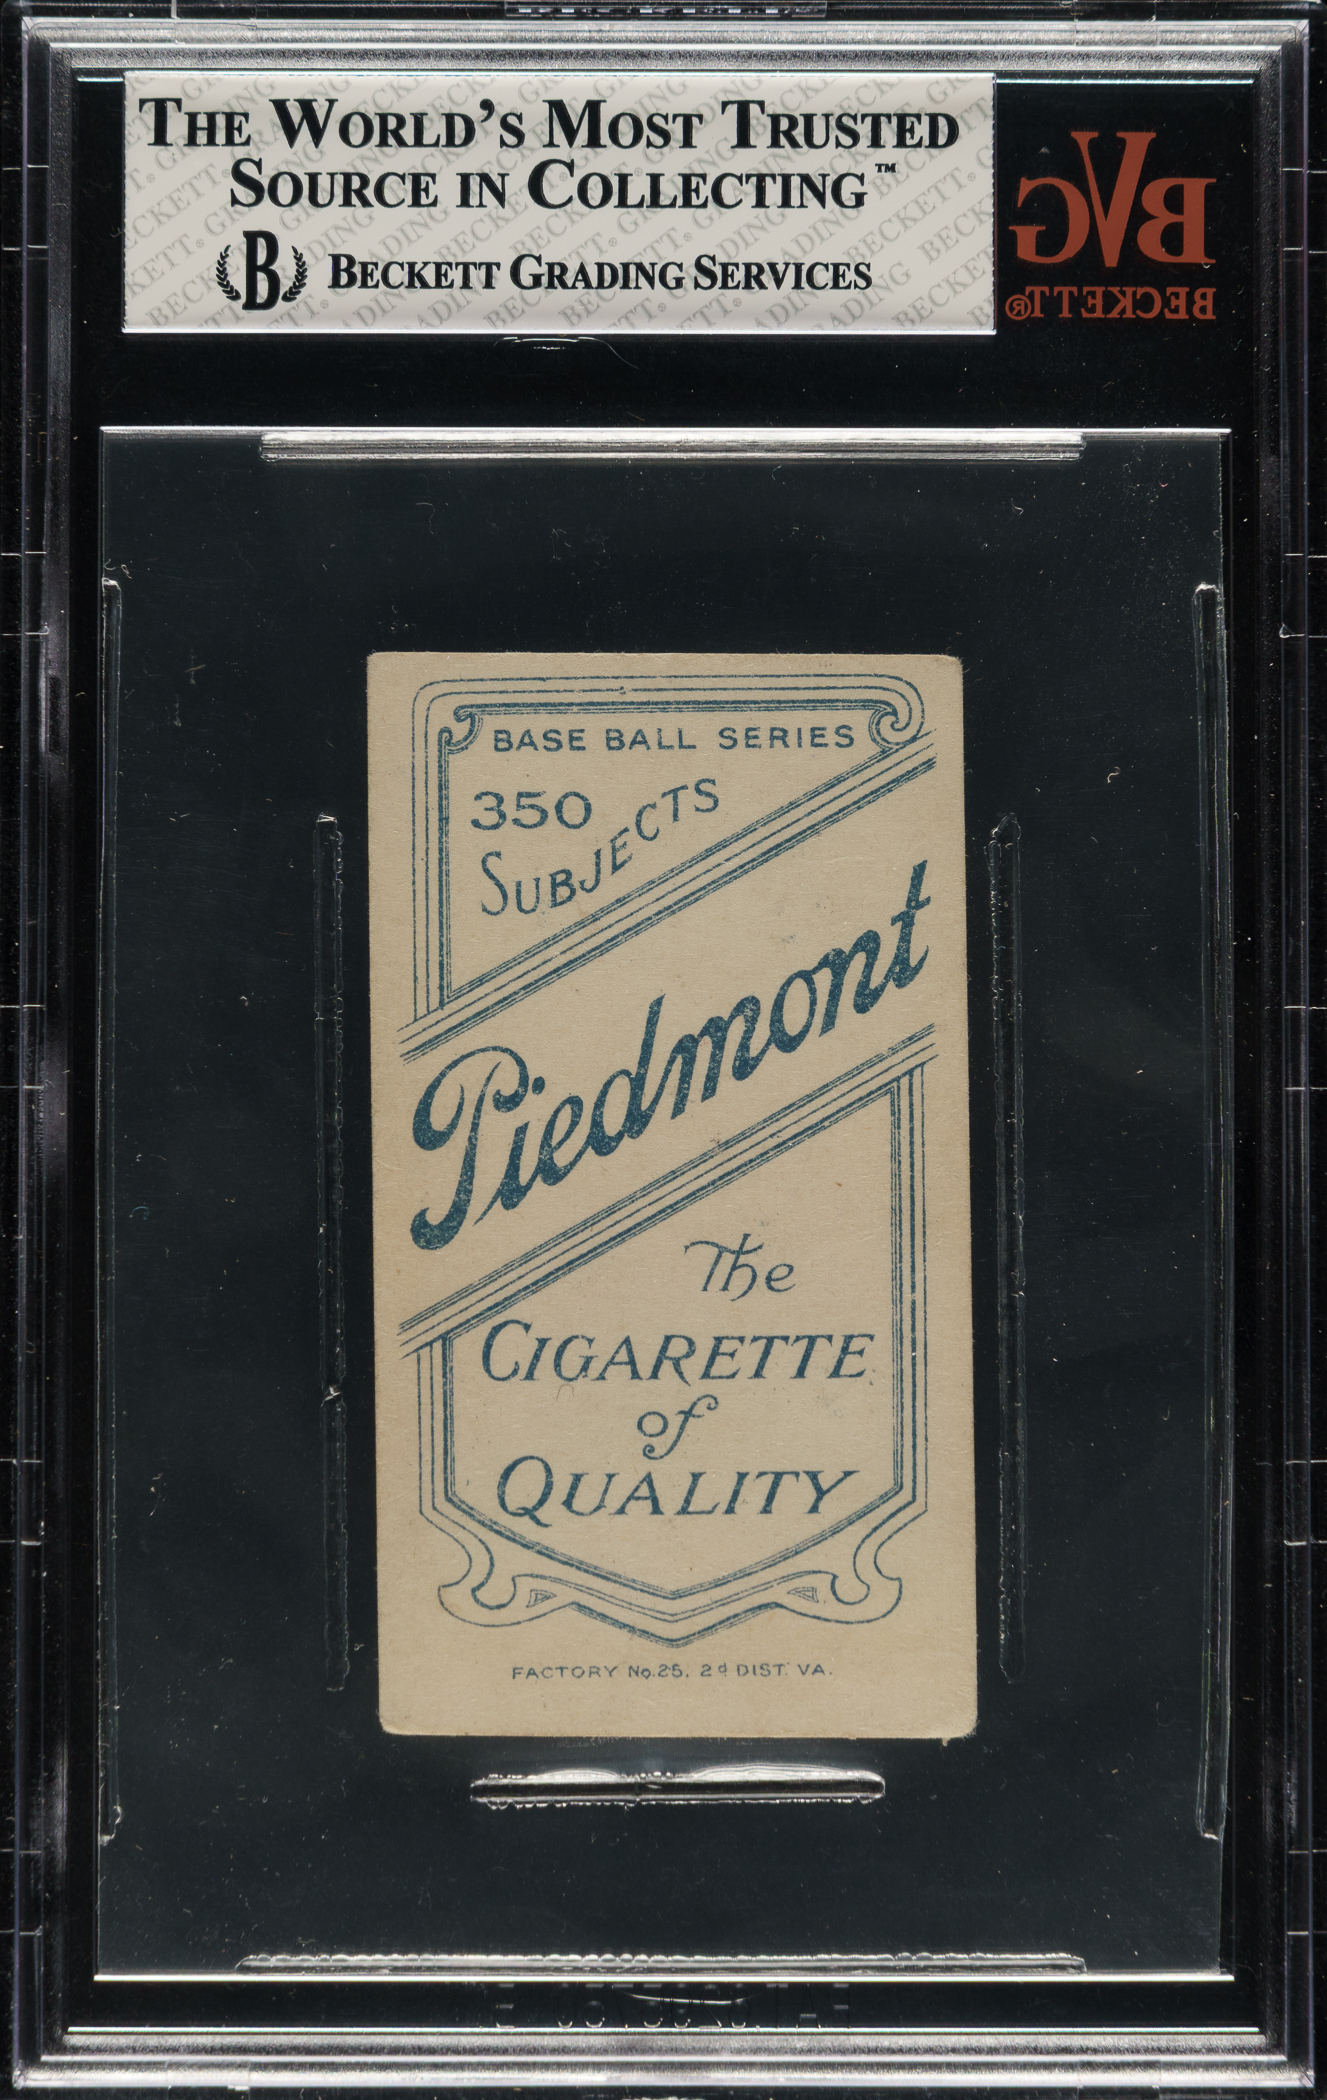 THE WORLD'S MOST TRUSTED
SOURCE IN COLLECTING™
B BECKETT GRADING SERVICES
BVG
BECKETT®
BASE BALL SERIES
350
SUBJECTS
Piedmont
The
CIGARETTE
of
QUALITY
FACTORY No. 25. 2d DIST. VA.